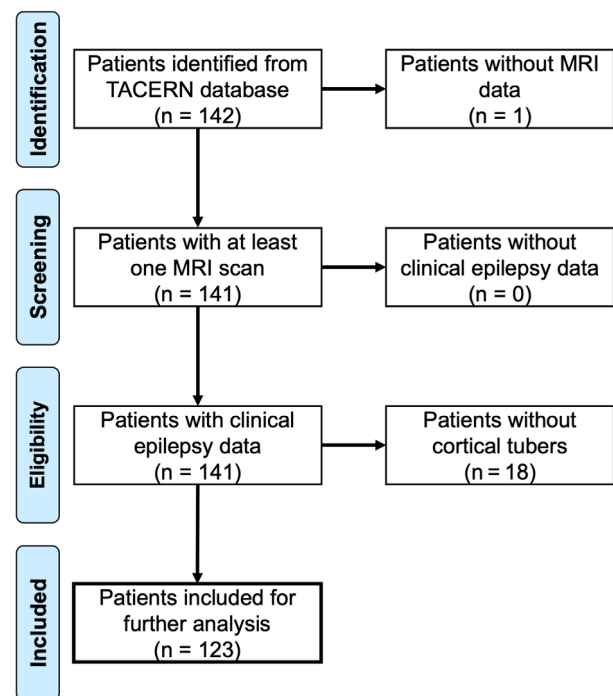 Identification
Patients identified from
TACERN database
(n = 142)
Patients without MRI
data
(n = 1)
Screening
Patients with at least
one MRI scan
(n = 141)
Patients without
clinical epilepsy data
(n = 0)
Eligibility
Patients with clinical
epilepsy data
(n = 141)
Patients without
cortical tubers
(n = 18)
Included
Patients included for
further analysis
(n = 123)